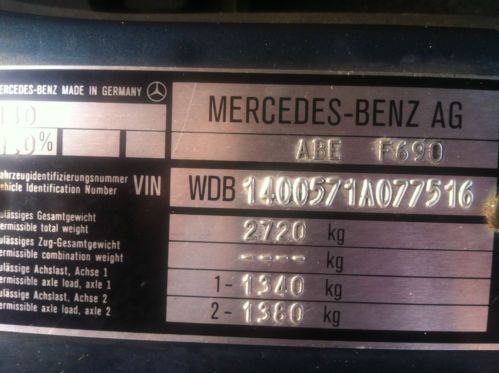 MERCEDES-BENZ MADE IN GERMANY
MERCEDES-BENZ AG
ABE F690
Fahrzeugidentifizierungsnummer
Vehicle Identification Number VIN WDB 1400571A077516
zulässiges Gesamtgewicht
permissible total weight 2720 kg
zulässiges Zug-Gesamtgewicht
permissible combination weight ---- kg
zulässige Achslast, Achse 1
permissible axle load, axle 1 1- 1340 kg
zulässige Achslast, Achse 2
permissible axle load, axle 2 2- 1380 kg